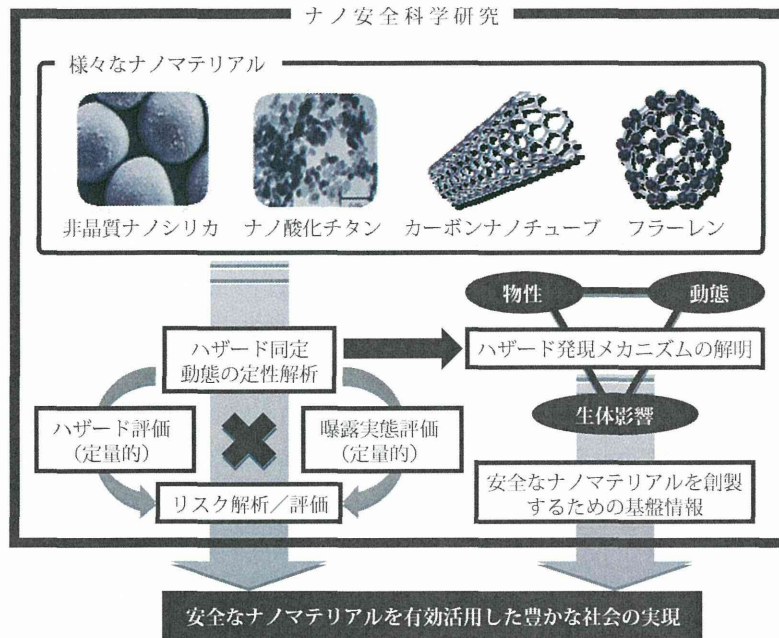 ナノ安全科学研究
様々なナノマテリアル
非晶質ナノシリカ
ナノ酸化チタン
カーボンナノチューブ
フラーレン
物性
動態
ハザード同定
動態の定性解析
ハザード発現メカニズムの解明
生体影響
ハザード評価
(定量的)
曝露実態評価
(定量的)
リスク解析/評価
安全なナノマテリアルを創製
するための基盤情報
安全なナノマテリアルを有効活用した豊かな社会の実現